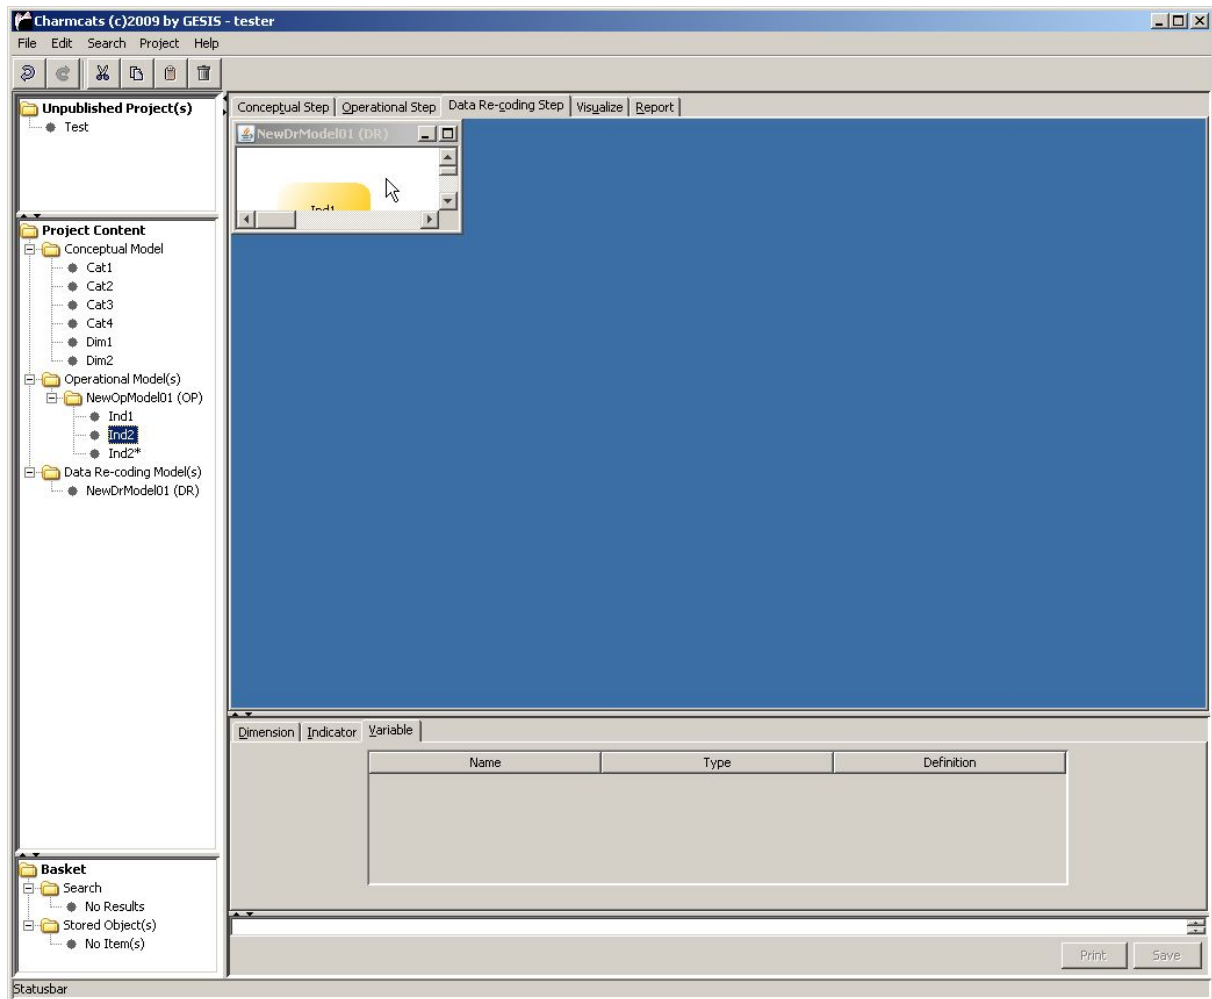 Charmcats (c)2009 by GESIS - tester
File Edit Search Project Help
Unpublished Project(s)
Test
Project Content
Conceptual Model
Cat1
Cat2
Cat3
Cat4
Dim1
Dim2
Operational Model(s)
NewOpModel01 (OP)
Ind1
Ind2
Ind2*
Data Re-coding Model(s)
NewDrModel01 (DR)
Basket
Search
No Results
Stored Object(s)
No Item(s)
Conceptual Step Operational Step Data Re-coding Step Visualize Report
NewDrModel01 (DR)
Ind1
Dimension Indicator Variable
Name Type Definition
Print Save
Statusbar